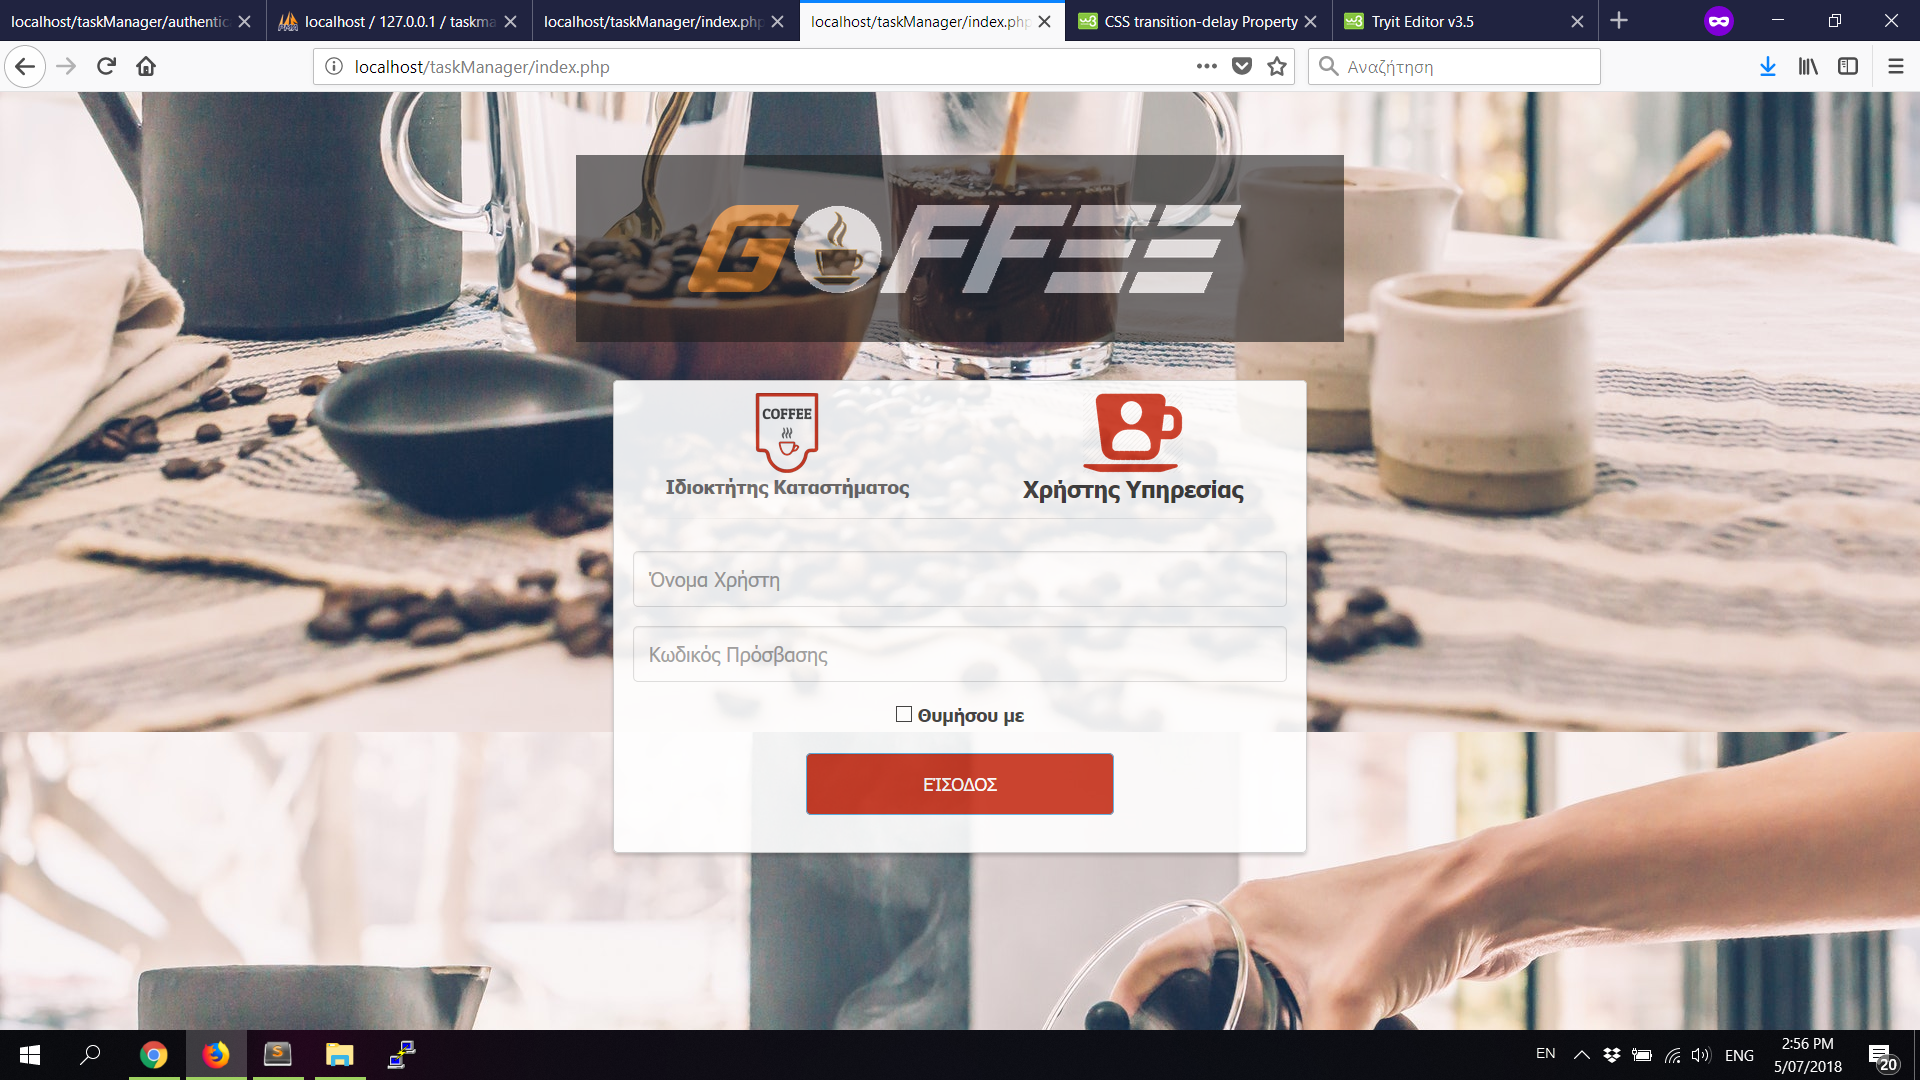 localhost/taskManager/authentic
localhost / 127.0.0.1 / taskma
localhost/taskManager/index.php
localhost/taskManager/index.php
CSS transition-delay Property
Tryit Editor v3.5
localhost/taskManager/index.php
Αναζήτηση
GOFFEE
COFFEE
Ιδιοκτήτης Καταστήματος
Χρήστης Υπηρεσίας
Όνομα Χρήστη
Κωδικός Πρόσβασης
Θυμήσου με
ΕΊΣΟΔΟΣ
EN
ENG
2:56 PM
5/07/2018
20